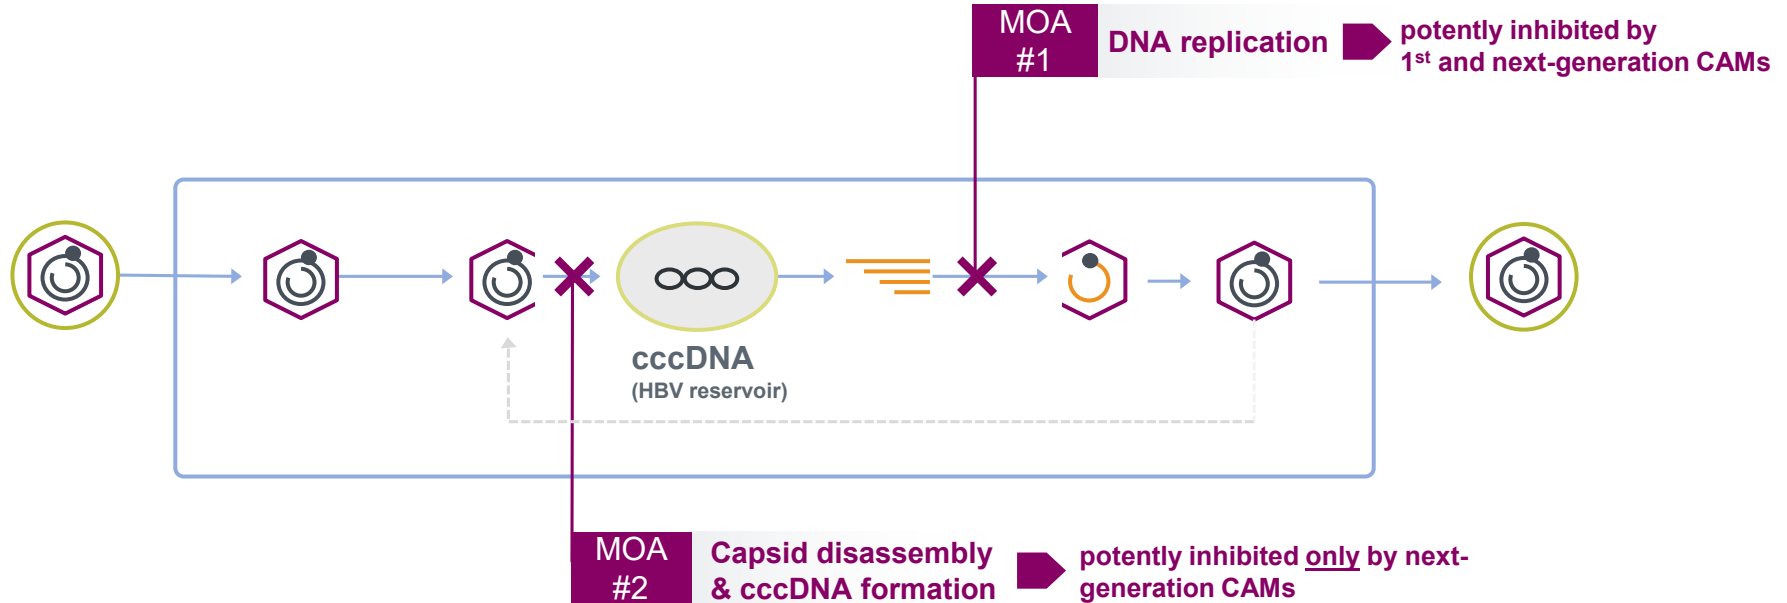 MOA
#1
DNA replication
potently inhibited by
1st and next-generation CAMs
cccDNA
(HBV reservoir)
MOA
#2
Capsid disassembly
& cccDNA formation
potently inhibited only by next-
generation CAMs